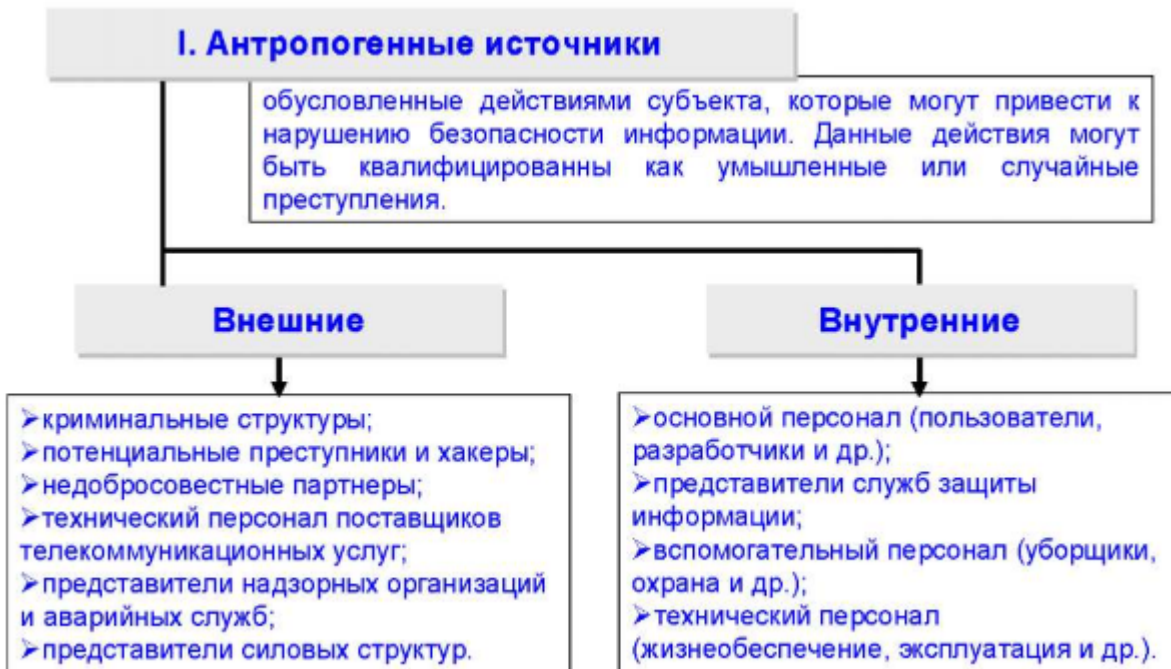 I. Антропогенные источники
обусловленные действиями субъекта, которые могут привести к
нарушению безопасности информации. Данные действия могут
быть квалифицированны как умышленные или случайные
преступления.
Внешние
➢криминальные структуры;
➢потенциальные преступники и хакеры;
➢недобросовестные партнеры;
➢технический персонал поставщиков
телекоммуникационных услуг;
➢представители надзорных организаций
и аварийных служб;
➢представители силовых структур.
Внутренние
➢основной персонал (пользователи,
разработчики и др.);
➢представители служб защиты
информации;
➢вспомогательный персонал (уборщики,
охрана и др.);
➢технический персонал
(жизнеобеспечение, эксплуатация и др.).